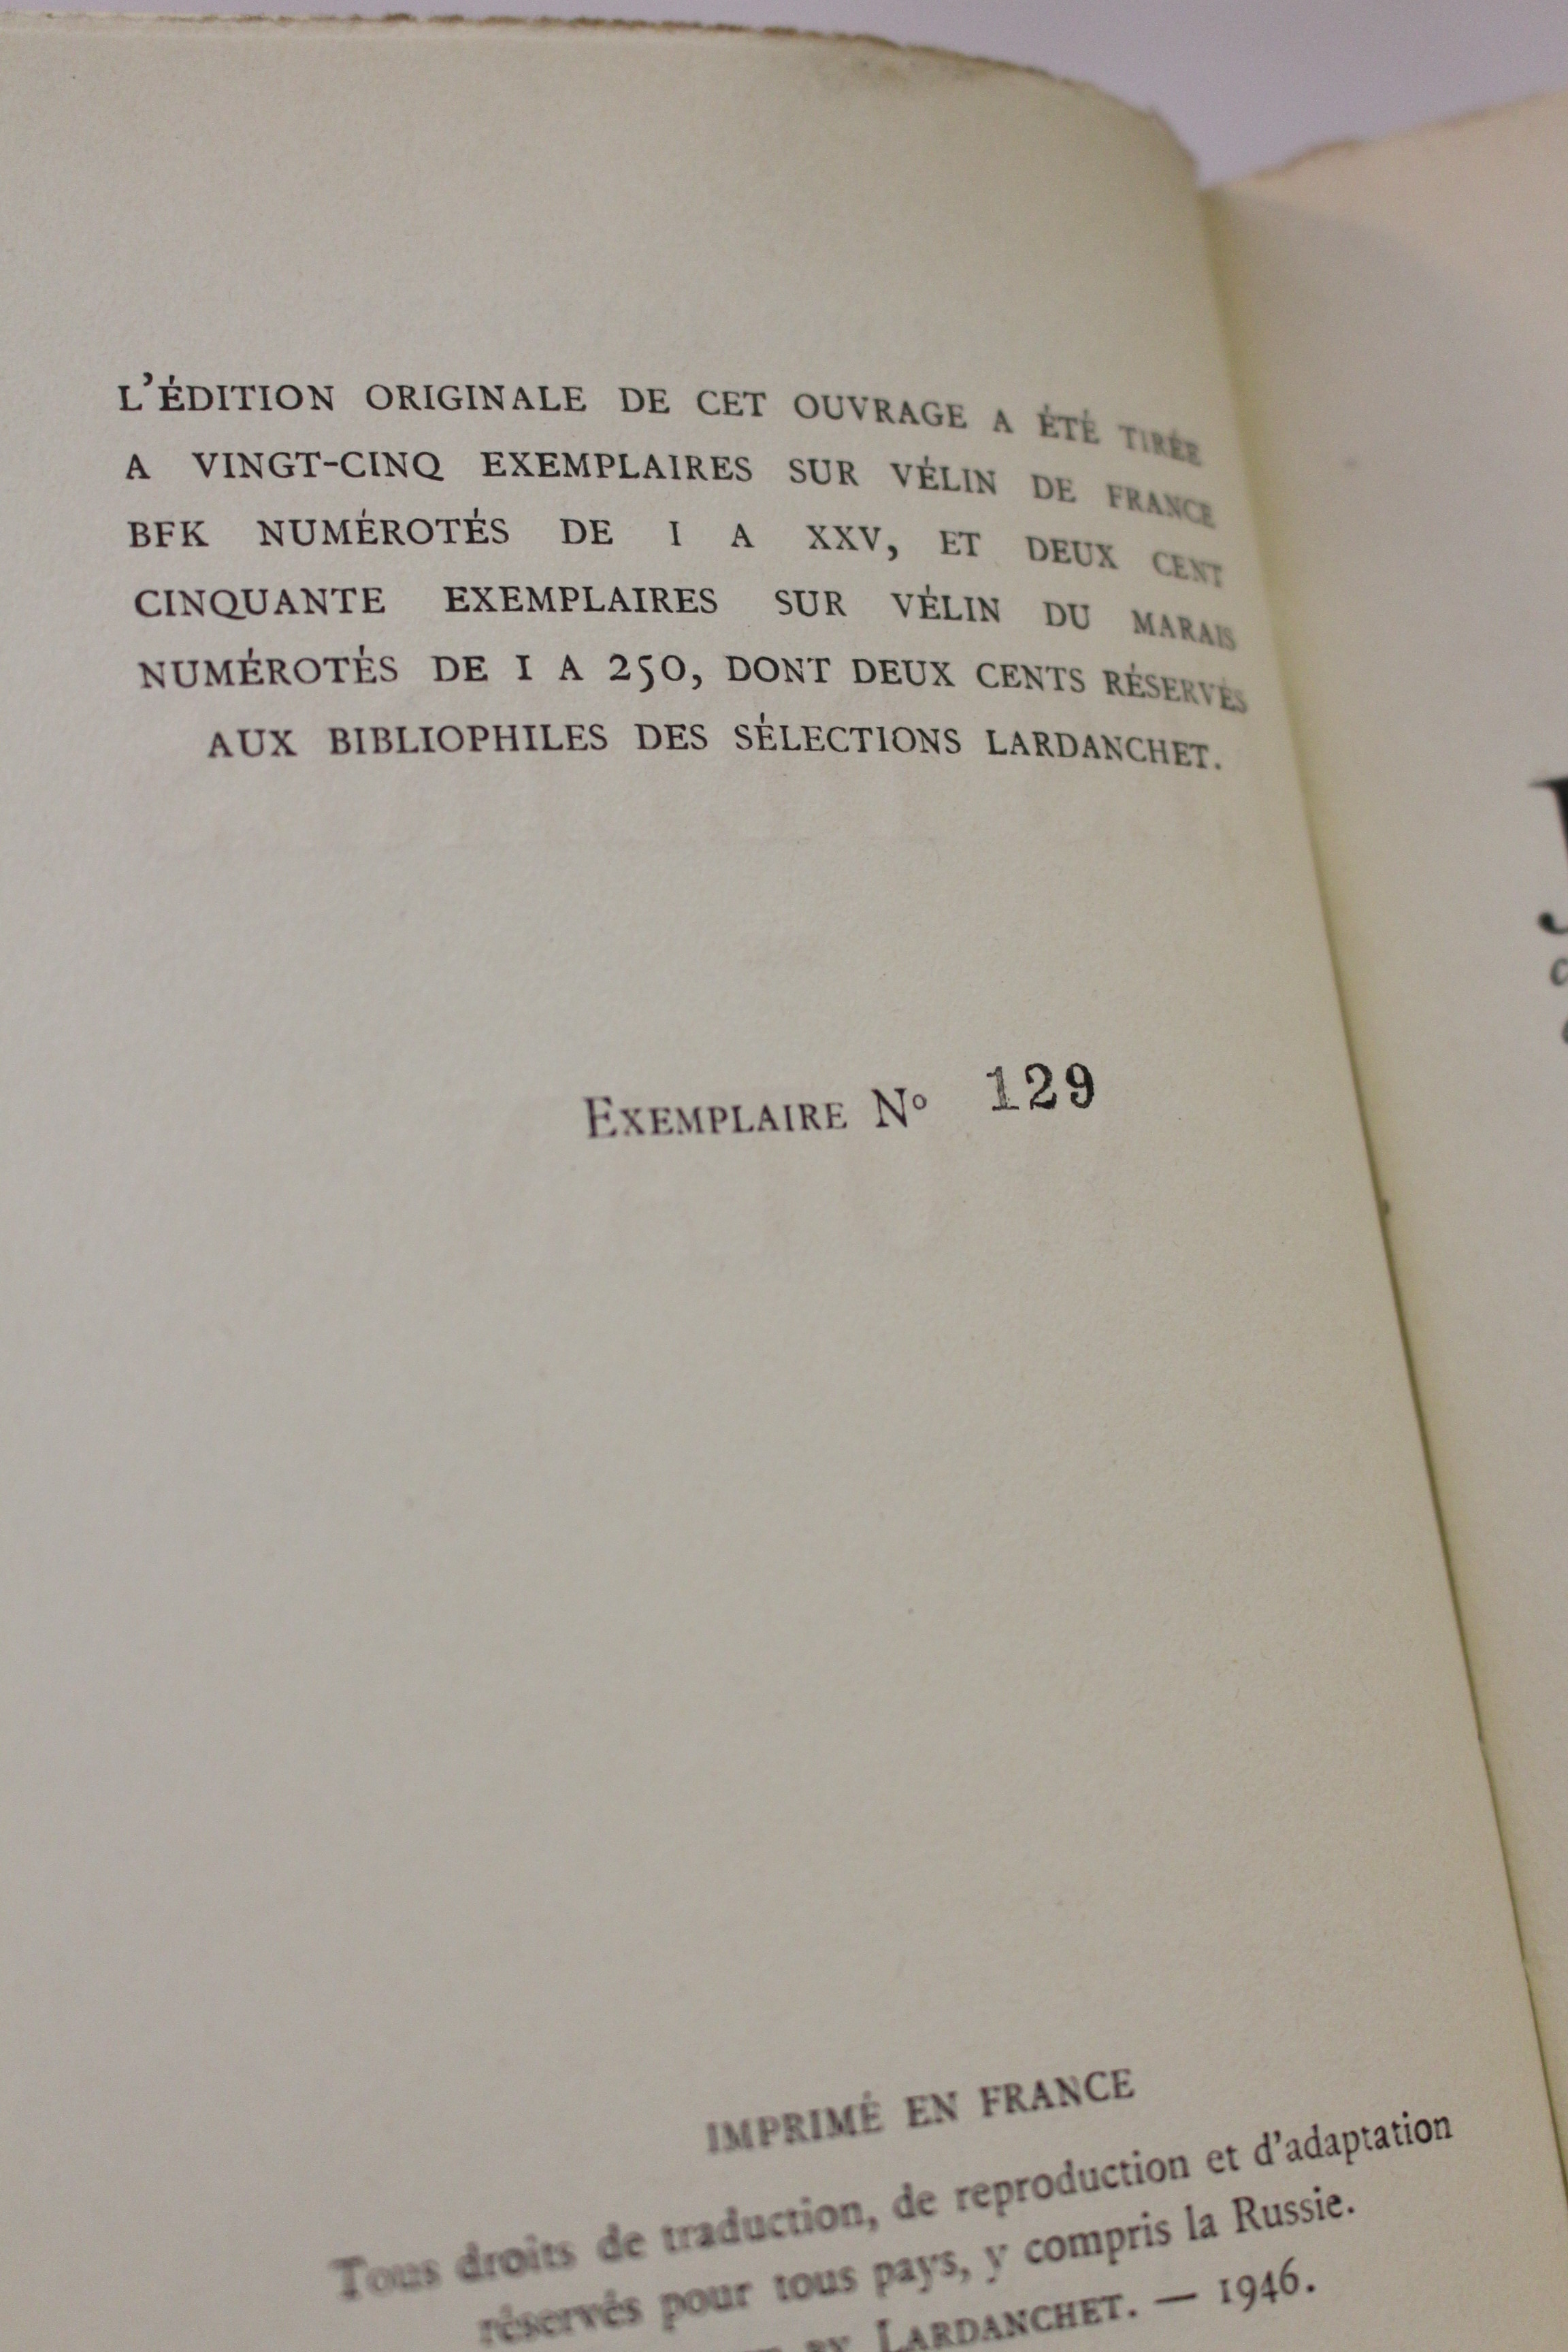 L'ÉDITION ORIGINALE DE CET OUVRAGE A ÉTÉ TIRÉE
A VINGT-CINQ EXEMPLAIRES SUR VÉLIN DE FRANCE
BFK NUMÉROTÉS DE I A XXV, ET DEUX CENT
CINQUANTE EXEMPLAIRES SUR VÉLIN DU MARAIS
NUMÉROTÉS DE 1 A 250, DONT DEUX CENTS RÉSERVÉS
AUX BIBLIOPHILES DES SÉLECTIONS LARDANCHET.
EXEMPLAIRE Nº 129
IMPRIMÉ EN FRANCE
Tous droits de traduction, de reproduction et d'adaptation
réservés pour tous pays, y compris la Russie.
BY LARDANCHET. — 1946.